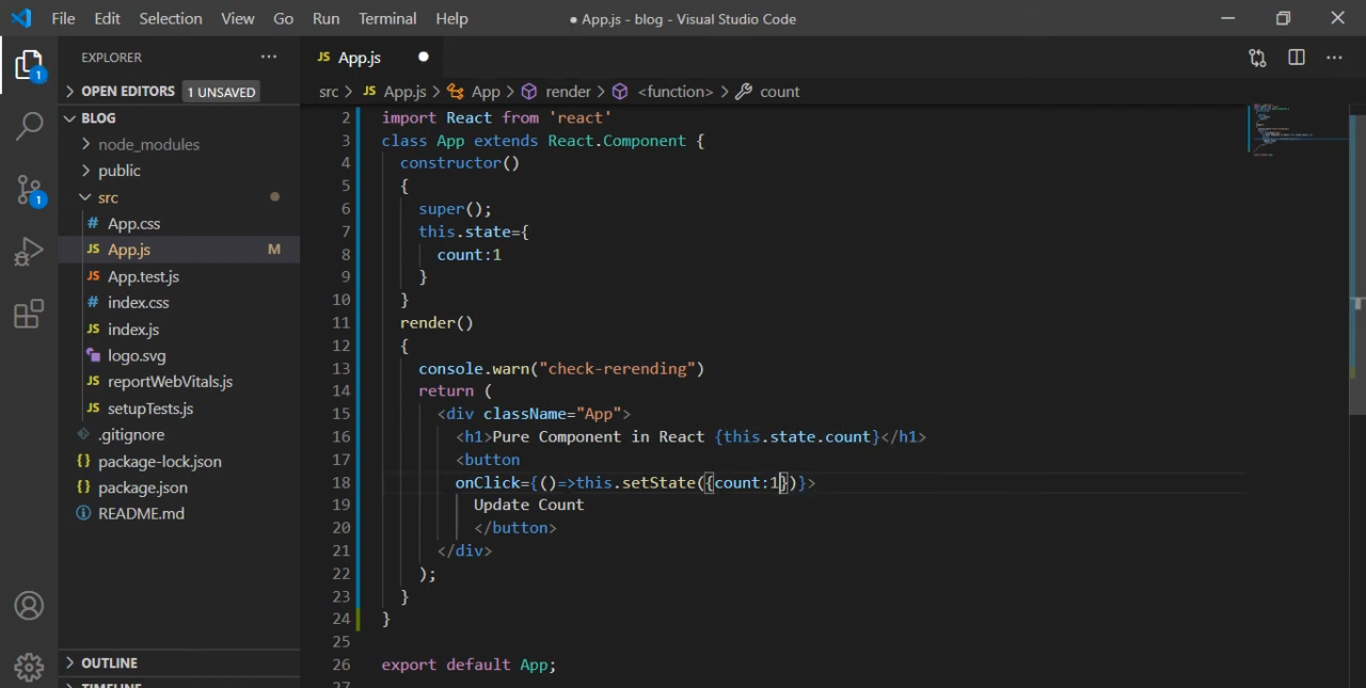 File Edit Selection View Go Run Terminal Help ● App.js - blog - Visual Studio Code
EXPLORER ···
JS App.js ●
1
OPEN EDITORS 1 UNSAVED
src > JS App.js > App > render > <function> > count
BLOG
node_modules
public
src
# App.css
JS App.js M
JS App.test.js
# index.css
JS index.js
logo.svg
JS reportWebVitals.js
JS setupTests.js
.gitignore
{} package-lock.json
{} package.json
README.md
1
OUTLINE
TIMELINE
2 import React from 'react'
3 class App extends React.Component {
4 constructor()
5 {
6 super();
7 this.state={
8 count:1
9 }
10 }
11 render()
12 {
13 console.warn("check-rerending")
14 return (
15 <div className="App">
16 <h1>Pure Component in React {this.state.count}</h1>
17 <button
18 onClick={()=>this.setState({count:1})}>
19 Update Count
20 </button>
21 </div>
22 );
23 }
24 }
25
26 export default App;
27